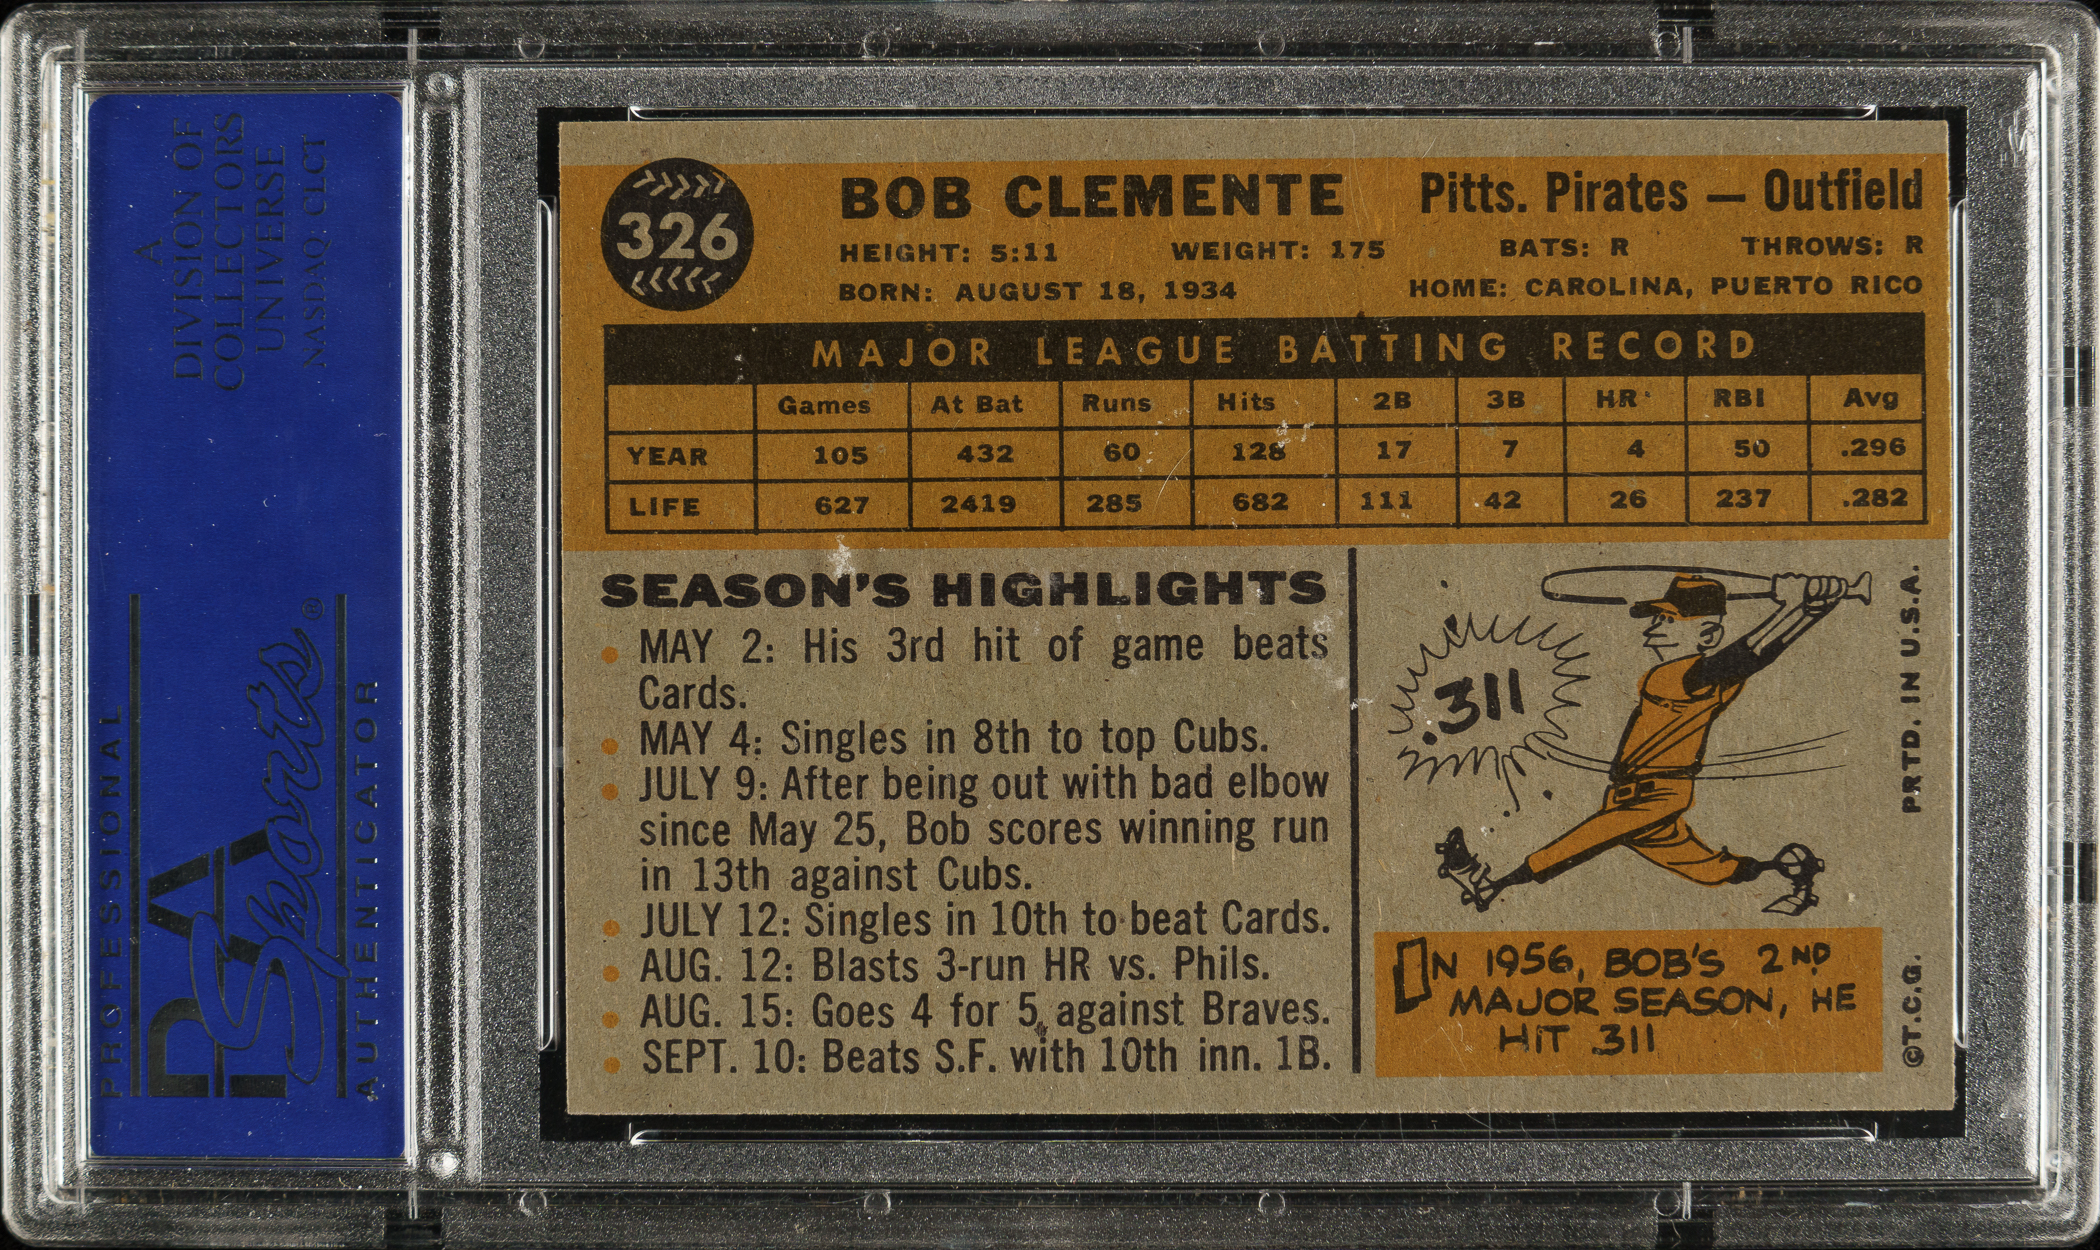 A
DIVISION OF
COLLECTORS
UNIVERSE
NASDAQ: CLCT
PROFESSIONAL
PSA
Sports®
AUTHENTICATOR
326
BOB CLEMENTE Pitts. Pirates — Outfield
HEIGHT: 5:11 WEIGHT: 175 BATS: R THROWS: R
BORN: AUGUST 18, 1934 HOME: CAROLINA, PUERTO RICO
MAJOR LEAGUE BATTING RECORD
Games At Bat Runs Hits 2B 3B HR RBI Avg
YEAR 105 432 60 128 17 7 4 50 .296
LIFE 627 2419 285 682 111 42 26 237 .282
SEASON'S HIGHLIGHTS
• MAY 2: His 3rd hit of game beats
Cards.
• MAY 4: Singles in 8th to top Cubs.
• JULY 9: After being out with bad elbow
since May 25, Bob scores winning run
in 13th against Cubs.
• JULY 12: Singles in 10th to beat Cards.
• AUG. 12: Blasts 3-run HR vs. Phils.
• AUG. 15: Goes 4 for 5 against Braves.
• SEPT. 10: Beats S.F. with 10th inn. 1B.
.311
IN 1956, BOB'S 2ND
MAJOR SEASON, HE
HIT 311
©T.C.G. PRTD. IN U.S.A.